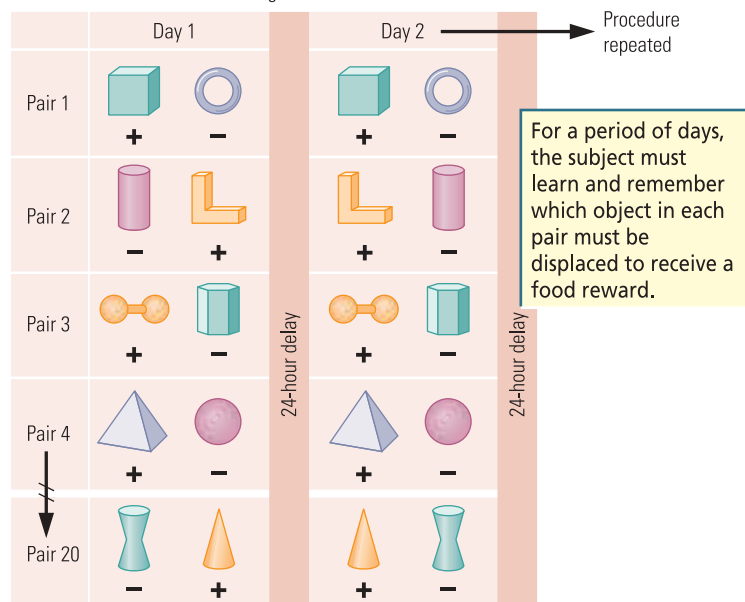 Day 1
Day 2
Procedure
repeated
Pair 1
+
−
+
−
For a period of days,
the subject must
learn and remember
which object in each
pair must be
displaced to receive a
food reward.
Pair 2
−
+
+
−
Pair 3
+
−
+
−
24-hour delay
24-hour delay
Pair 4
+
−
+
−
Pair 20
−
+
+
−